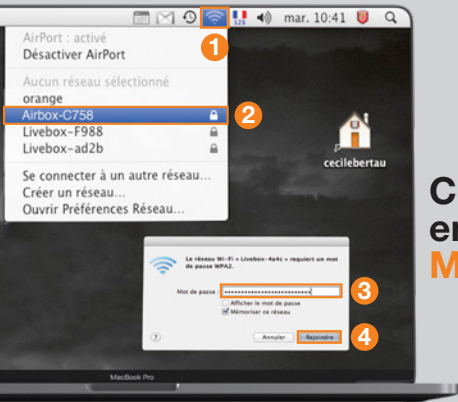 mar. 10:41
1
AirPort : activé
Désactiver AirPort
Aucun réseau sélectionné
orange
Airbox-C758
2
Livebox-F988
Livebox-ad2b
Se connecter à un autre réseau...
Créer un réseau...
Ouvrir Préférences Réseau...
cecilebertau
Le réseau Wi-Fi « Livebox-4a4c » requiert un mot
de passe WPA2.
Mot de passe :
3
Afficher le mot de passe
Mémoriser ce réseau
?
Annuler
Rejoindre
4
MacBook Pro
C
en
M